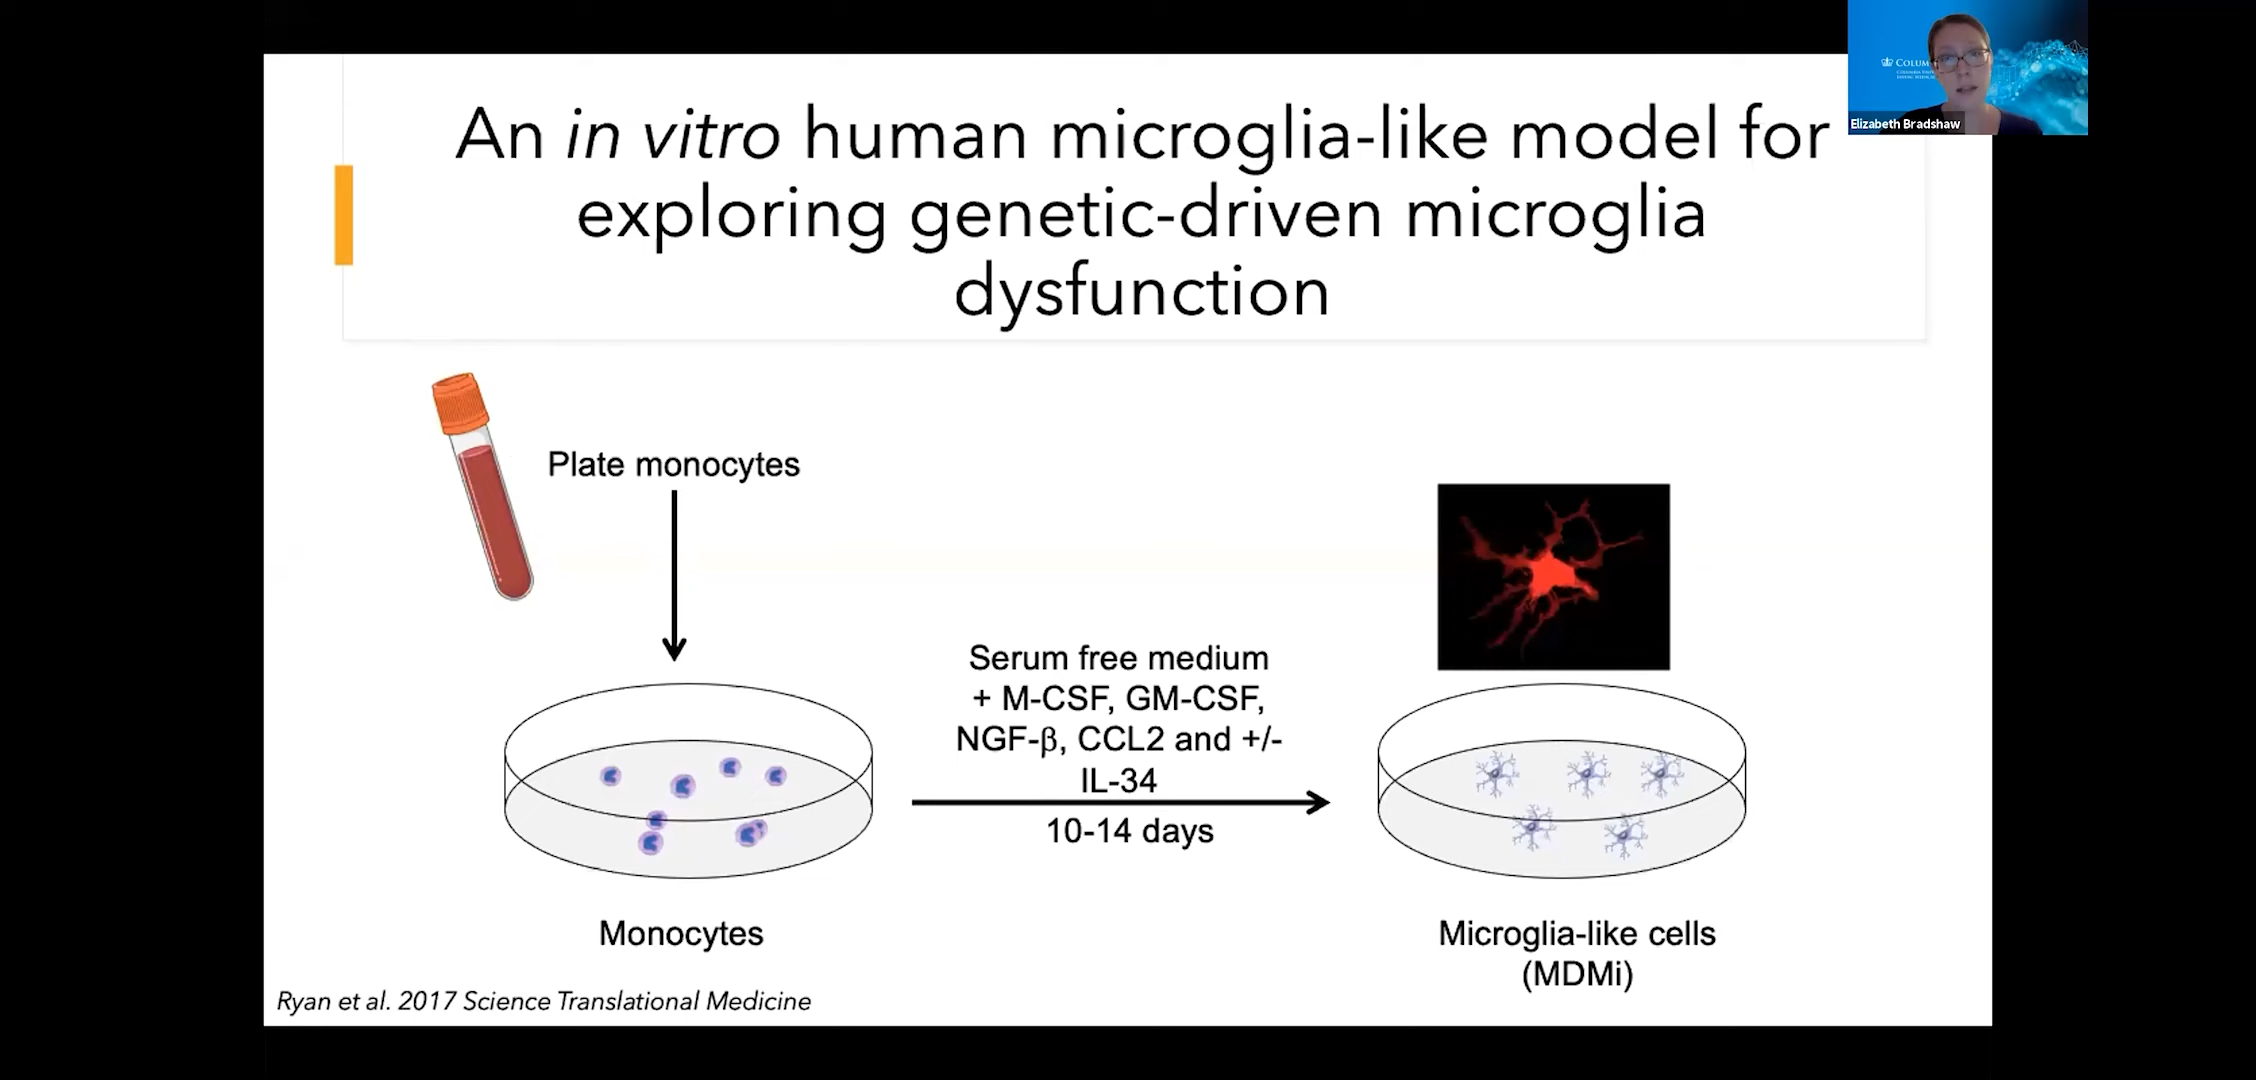 COLUM
Elizabeth Bradshaw
An in vitro human microglia-like model for
exploring genetic-driven microglia
dysfunction
Plate monocytes
Serum free medium
+ M-CSF, GM-CSF,
NGF-β, CCL2 and +/-
IL-34
10-14 days
Monocytes
Microglia-like cells
(MDMi)
Ryan et al. 2017 Science Translational Medicine